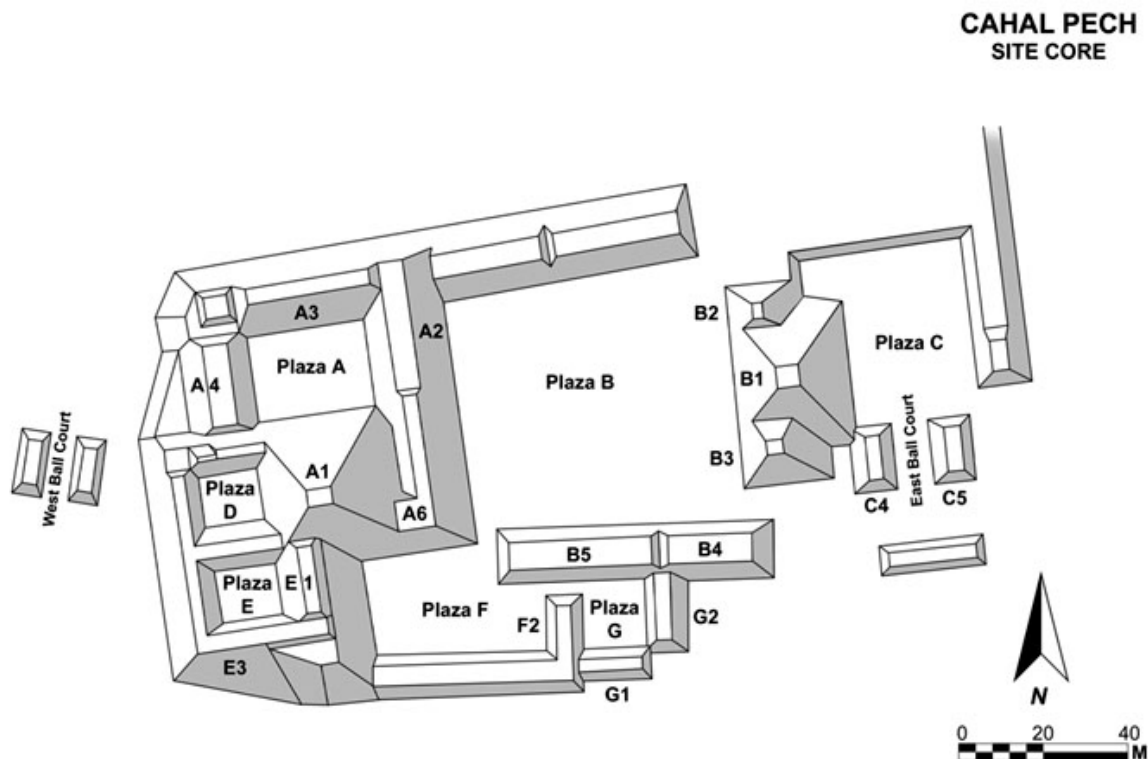 CAHAL PECH
SITE CORE
A3
A2
Plaza A
A 4
B2
Plaza B
Plaza C
B1
West Ball Court
East Ball Court
B3
A1
Plaza
D
A6
C4
C5
B5
B4
Plaza
E
E 1
Plaza F
F2
Plaza
G
G2
E3
G1
N
0
20
40
M